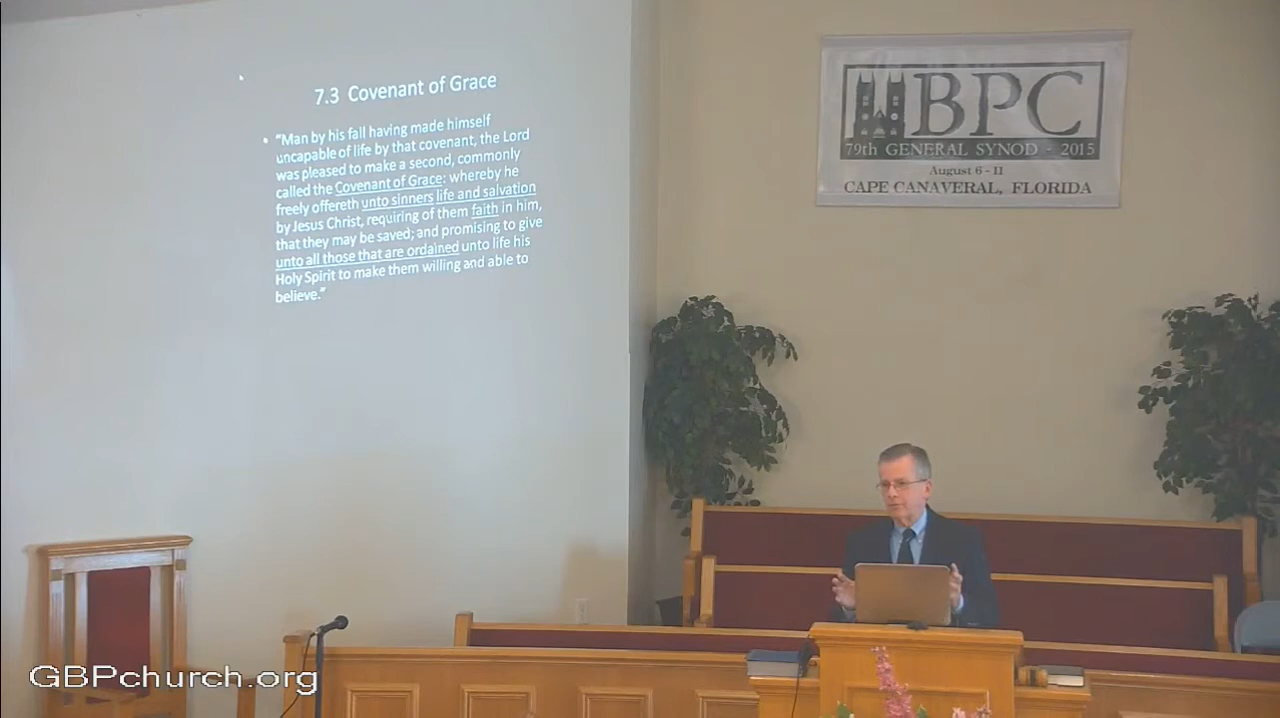 7.3 Covenant of Grace
• “Man by his fall having made himself
uncapable of life by that covenant, the Lord
was pleased to make a second, commonly
called the Covenant of Grace: whereby he
freely offereth unto sinners life and salvation
by Jesus Christ, requiring of them faith in him,
that they may be saved; and promising to give
unto all those that are ordained unto life his
Holy Spirit to make them willing and able to
believe.”
BPC
79th GENERAL SYNOD - 2015
August 6 - 11
CAPE CANAVERAL, FLORIDA
GBPchurch.org